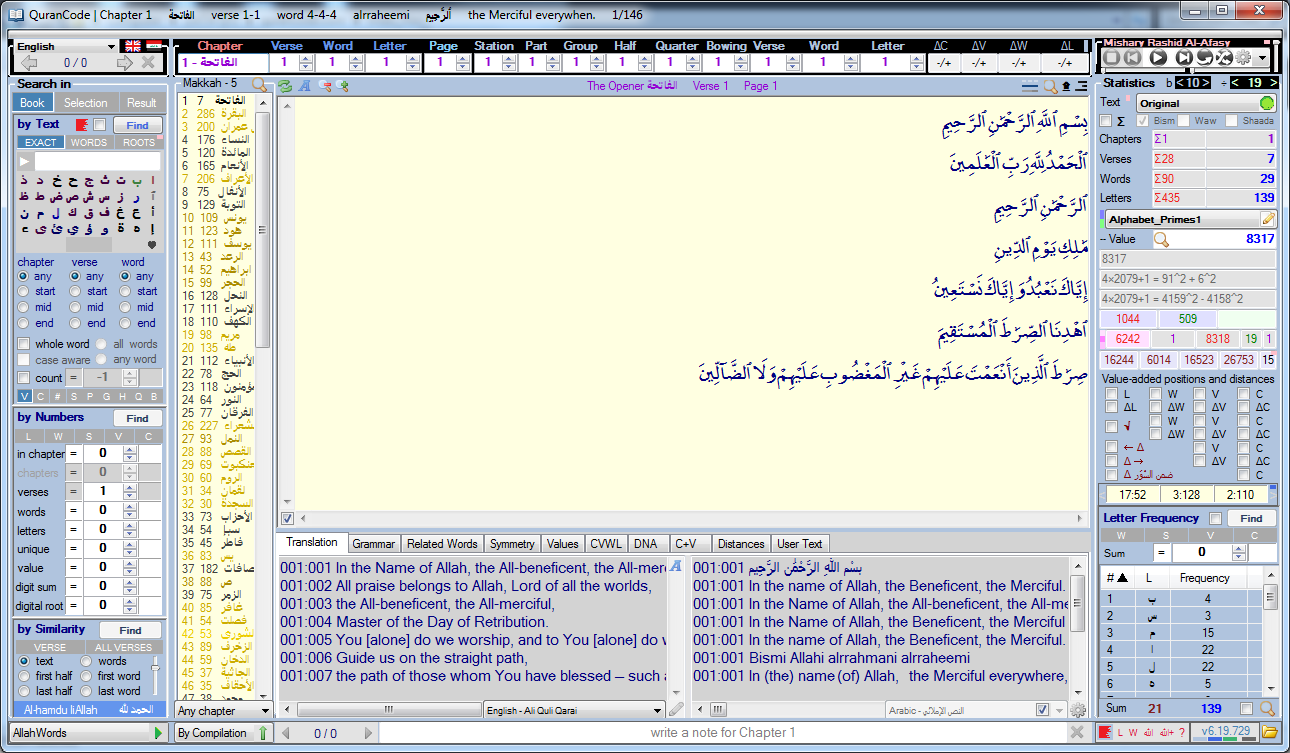 QuranCode | Chapter 1 الفاتحة verse 1-1 word 4-4-4 alrraheemi ٱلرَّحِيمِ the Merciful everywhen. 1/146
English
0 / 0
Chapter Verse Word Letter Page Station Part Group Half Quarter Bowing Verse Word Letter ΔC ΔV ΔW ΔL
1 - الفاتحة 1 1 1 1 1 1 1 1 1 1 1 1 1 -/+ -/+ -/+ -/+
Mishary Rashid Al-Afasy
Search in
Book Selection Result
by Text Find
EXACT WORDS ROOTS
ا ب ت ث ج ح خ د ذ
ٱ ر ز س ش ص ض ط ظ
أ ع غ ف ق ك ل م ن
إ ه ة و ؤ ي ئ ى ء
chapter verse word
any any any
start start start
mid mid mid
end end end
whole word all words
case aware any word
count = -1
V C # S P G H Q B
by Numbers Find
L W S V C
in chapter = 0
chapters = 0
verses = 1
words = 0
letters = 0
unique = 0
value = 0
digit sum = 0
digital root = 0
by Similarity Find
VERSE ALL VERSES
text words
first half first word
last half last word
Al-hamdu liAllah الحمد لله
AllahWords
Makkah - 5
1 7 الفاتحة
2 286 البقرة
3 200 عمران
4 176 النساء
5 120 المائدة
6 165 الأنعام
7 206 الأعراف
8 75 الأنفال
9 129 التوبة
10 109 يونس
11 123 هود
12 111 يوسف
13 43 الرعد
14 52 ابراهيم
15 99 الحجر
16 128 النحل
17 111 الإسراء
18 110 الكهف
19 98 مريم
20 135 طه
21 112 الأنبياء
22 78 الحج
23 118
24 64 النور
25 77 الفرقان
26 227
27 93 النمل
28 88 القصص
29 69
30 60 الروم
31 34 لقمان
32 30 السجدة
33 73 الأحزاب
34 54 سبإ
35 45 فاطر
36 83 يس
37 182
38 88 ص
39 75 الزمر
40 85 غافر
41 54 فصلت
42 53 الشورى
43 89 الزخرف
44 59 الدخان
45 37 الجاثية
46 35 الأحقاف
47 38
Any chapter
By Compilation
The Opener الفاتحة Verse 1 Page 1
بِسْمِ ٱللَّهِ ٱلرَّحْمَٰنِ ٱلرَّحِيمِ
ٱلْحَمْدُ لِلَّهِ رَبِّ ٱلْعَٰلَمِينَ
ٱلرَّحْمَٰنِ ٱلرَّحِيمِ
مَٰلِكِ يَوْمِ ٱلدِّينِ
إِيَّاكَ نَعْبُدُ وَإِيَّاكَ نَسْتَعِينُ
ٱهْدِنَا ٱلصِّرَٰطَ ٱلْمُسْتَقِيمَ
صِرَٰطَ ٱلَّذِينَ أَنْعَمْتَ عَلَيْهِمْ غَيْرِ ٱلْمَغْضُوبِ عَلَيْهِمْ وَلَا ٱلضَّآلِّينَ
Translation Grammar Related Words Symmetry Values CVWL DNA C+V Distances User Text
001:001 In the Name of Allah, the All-beneficent, the All-mer
001:002 All praise belongs to Allah, Lord of all the worlds,
001:003 the All-beneficent, the All-merciful,
001:004 Master of the Day of Retribution.
001:005 You [alone] do we worship, and to You [alone] do w
001:006 Guide us on the straight path,
001:007 the path of those whom You have blessed – such a
English - Ali Quli Qarai
001:001 بِسْمِ اللَّهِ الرَّحْمَٰنِ الرَّحِيمِ
001:001 In the name of Allah, the Beneficent, the Merciful.
001:001 In the Name of Allah, the All-beneficent, the All-me
001:001 In the Name of Allah, the Beneficent, the Merciful
001:001 In the name of Allah, the Beneficent, the Merciful.
001:001 Bismi Allahi alrrahmani alrraheemi
001:001 In (the) name (of) Allah, the Merciful everywhere,
Arabic - النص الإملائي
0 / 0
write a note for Chapter 1
Statistics b < 10 > ÷ < 19 >
Text Original
Σ Bism Waw Shaada
Chapters Σ1 1
Verses Σ28 7
Words Σ90 29
Letters Σ435 139
Alphabet_Primes1
-- Value 8317
8317
4×2079+1 = 91^2 + 6^2
4×2079+1 = 4159^2 - 4158^2
1044 509
6242 1 8318 19 1
16244 6014 16523 26753 15
Value-added positions and distances
L W V C
ΔL ΔW ΔV ΔC
√ W V C
ΔW ΔV ΔC
← Δ V C
Δ → ΔV ΔC
Δ ضمن السُّوَر C
17:52 3:128 2:110
Letter Frequency Find
W S V C
Sum = 0
#▲ L Frequency
1 ب 4
2 س 3
3 م 15
4 ا 22
5 ل 22
6 ه 5
Sum 21 139
L W الله الله+ ?
v6.19.729